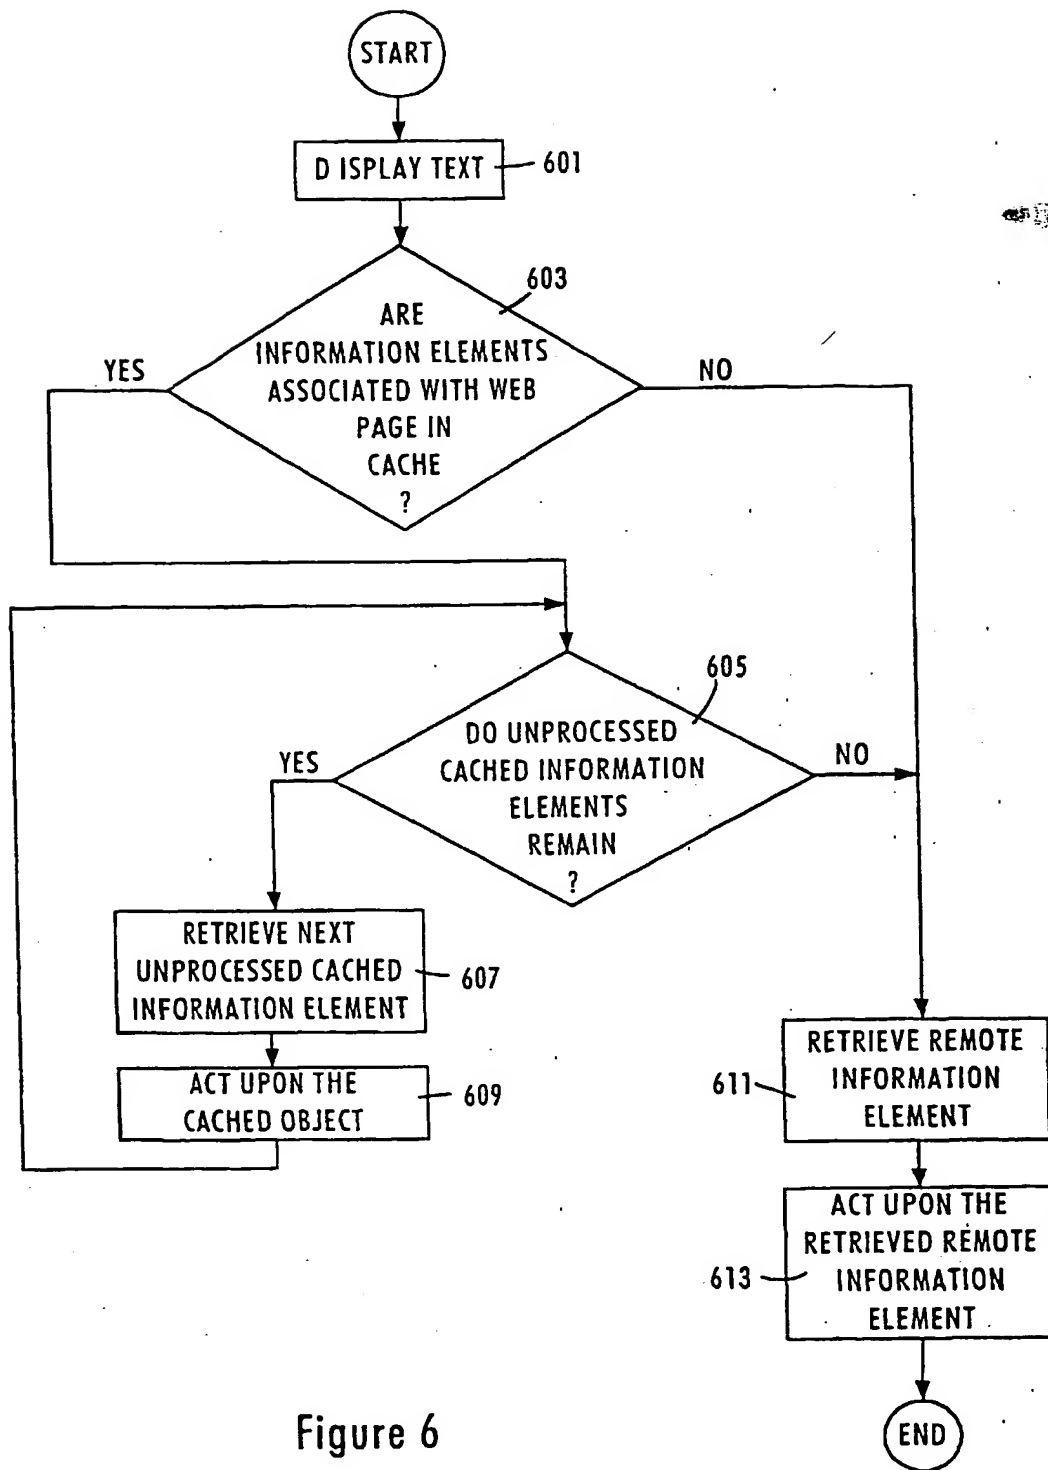 START
D ISPLAY TEXT
601
603
ARE
INFORMATION ELEMENTS
ASSOCIATED WITH WEB
PAGE IN
CACHE
?
YES
NO
605
DO UNPROCESSED
CACHED INFORMATION
ELEMENTS
REMAIN
?
YES
NO
RETRIEVE NEXT
UNPROCESSED CACHED
INFORMATION ELEMENT
607
ACT UPON THE
CACHED OBJECT
609
RETRIEVE REMOTE
INFORMATION
ELEMENT
611
ACT UPON THE
RETRIEVED REMOTE
INFORMATION
ELEMENT
613
END
Figure 6